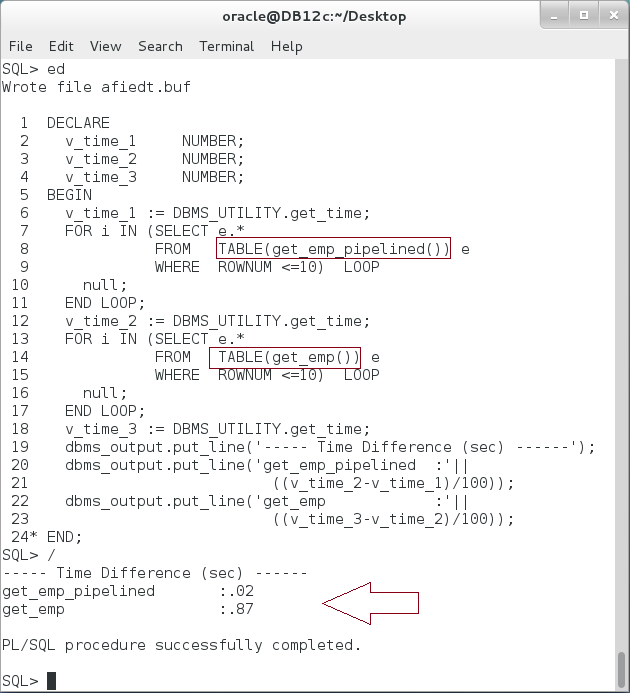 oracle@DB12c:~/Desktop
File Edit View Search Terminal Help
SQL> ed
Wrote file afiedt.buf
  1  DECLARE
  2    v_time_1     NUMBER;
  3    v_time_2     NUMBER;
  4    v_time_3     NUMBER;
  5  BEGIN
  6    v_time_1 := DBMS_UTILITY.get_time;
  7    FOR i IN (SELECT e.*
  8              FROM   TABLE(get_emp_pipelined()) e
  9              WHERE  ROWNUM <=10)  LOOP
 10      null;
 11    END LOOP;
 12    v_time_2 := DBMS_UTILITY.get_time;
 13    FOR i IN (SELECT e.*
 14              FROM   TABLE(get_emp()) e
 15              WHERE  ROWNUM <=10)  LOOP
 16      null;
 17    END LOOP;
 18    v_time_3 := DBMS_UTILITY.get_time;
 19    dbms_output.put_line('----- Time Difference (sec) ------');
 20    dbms_output.put_line('get_emp_pipelined  :'||
 21                           ((v_time_2-v_time_1)/100));
 22    dbms_output.put_line('get_emp            :'||
 23                           ((v_time_3-v_time_2)/100));
 24* END;
SQL> /
----- Time Difference (sec) ------
get_emp_pipelined       :.02
get_emp                 :.87
PL/SQL procedure successfully completed.
SQL>